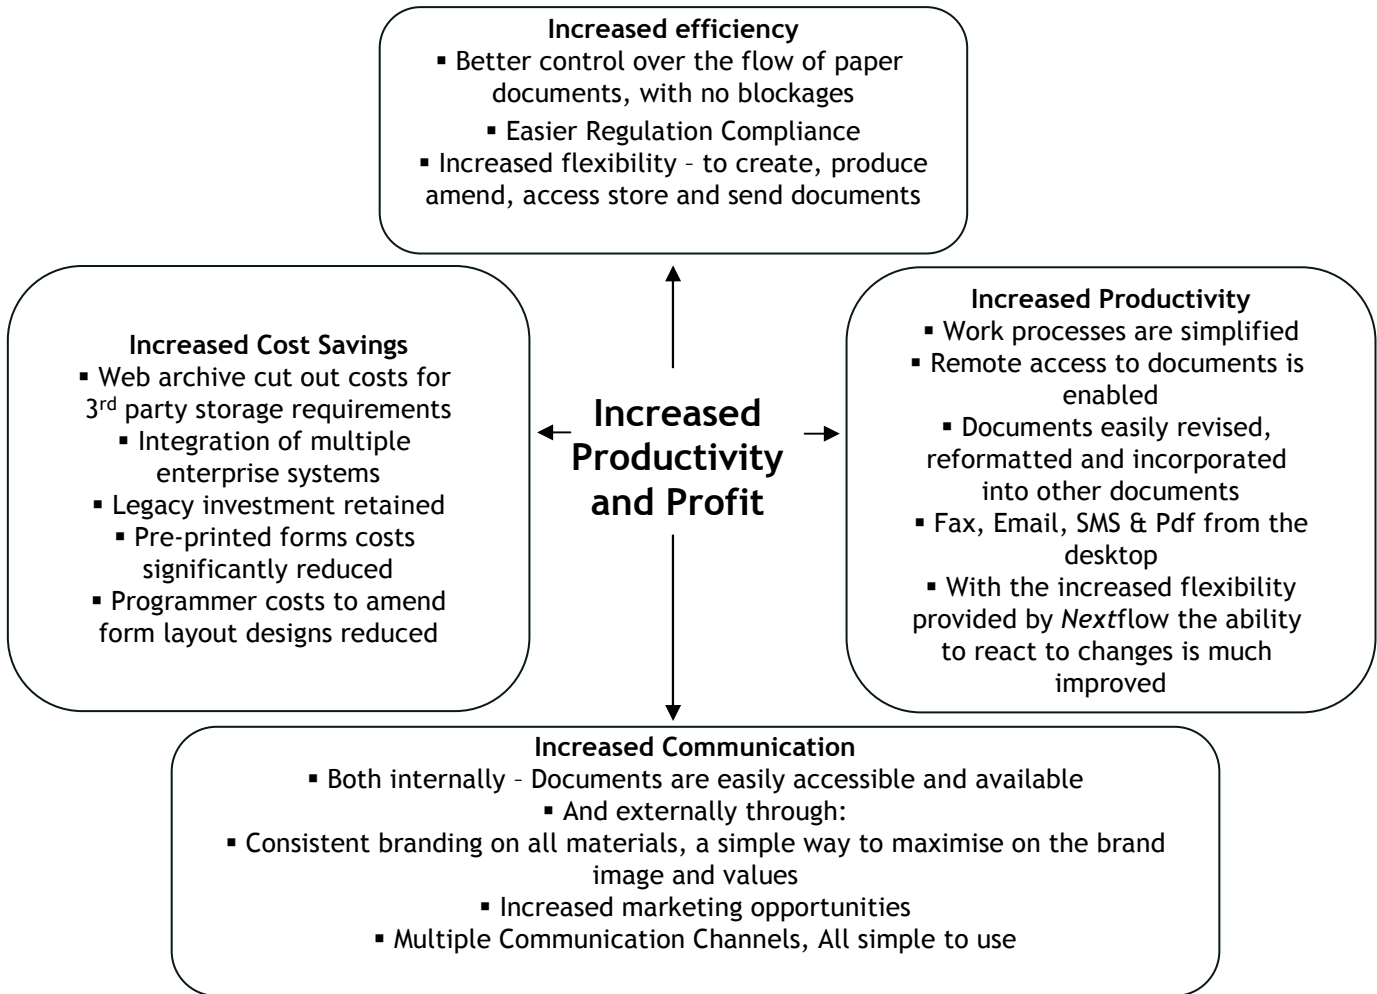 Increased efficiency
▪ Better control over the flow of paper
documents, with no blockages
▪ Easier Regulation Compliance
▪ Increased flexibility – to create, produce
amend, access store and send documents
Increased Cost Savings
▪ Web archive cut out costs for
3rd party storage requirements
▪ Integration of multiple
enterprise systems
▪ Legacy investment retained
▪ Pre-printed forms costs
significantly reduced
▪ Programmer costs to amend
form layout designs reduced
Increased
Productivity
and Profit
Increased Productivity
▪ Work processes are simplified
▪ Remote access to documents is
enabled
▪ Documents easily revised,
reformatted and incorporated
into other documents
▪ Fax, Email, SMS & Pdf from the
desktop
▪ With the increased flexibility
provided by Nextflow the ability
to react to changes is much
improved
Increased Communication
▪ Both internally – Documents are easily accessible and available
▪ And externally through:
▪ Consistent branding on all materials, a simple way to maximise on the brand
image and values
▪ Increased marketing opportunities
▪ Multiple Communication Channels, All simple to use